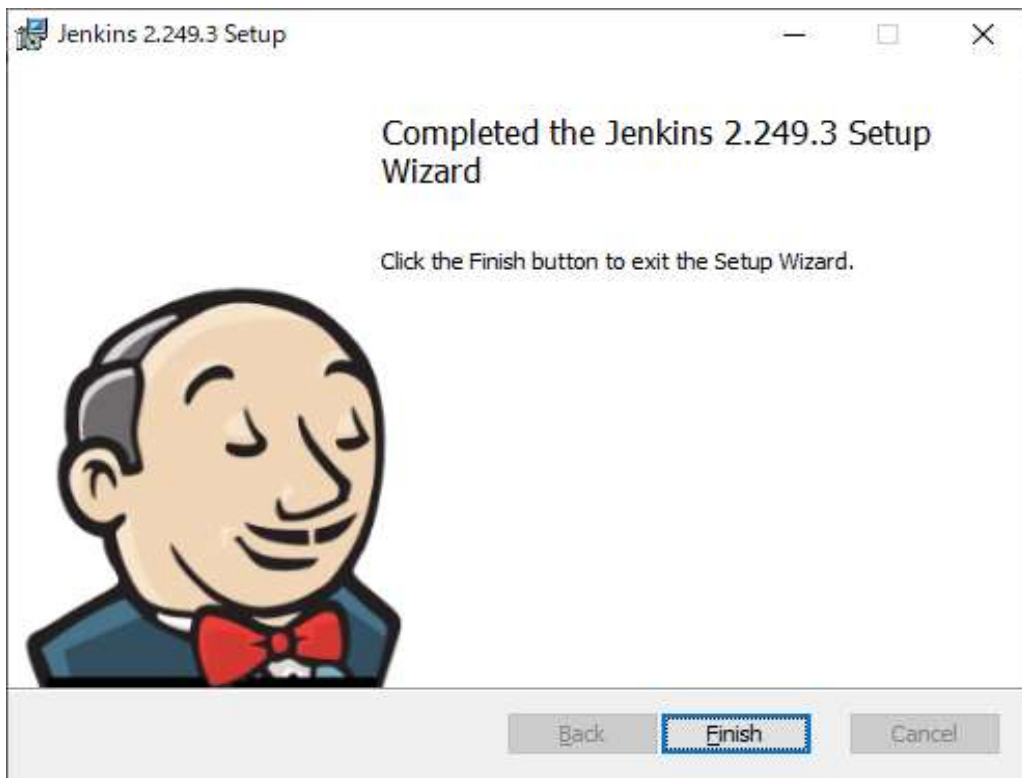 Jenkins 2.249.3 Setup
Completed the Jenkins 2.249.3 Setup
Wizard
Click the Finish button to exit the Setup Wizard.
Back
Finish
Cancel